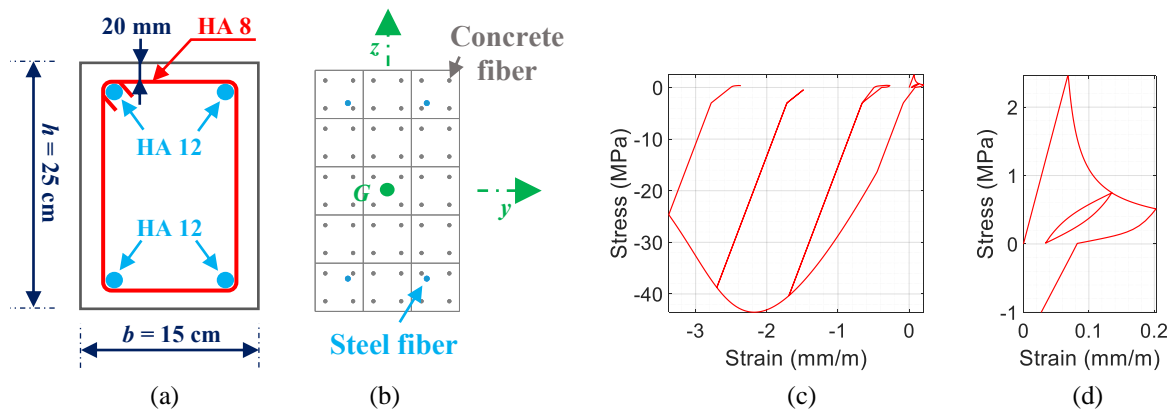 20 mm
HA 8
HA 12
HA 12
h = 25 cm
b = 15 cm
(a)
z
Concrete
fiber
G
y
Steel fiber
(b)
0
-10
-20
-30
-40
Stress (MPa)
-3
-2
-1
0
Strain (mm/m)
(c)
2
1
0
-1
Stress (MPa)
0
0.1
0.2
Strain (mm/m)
(d)